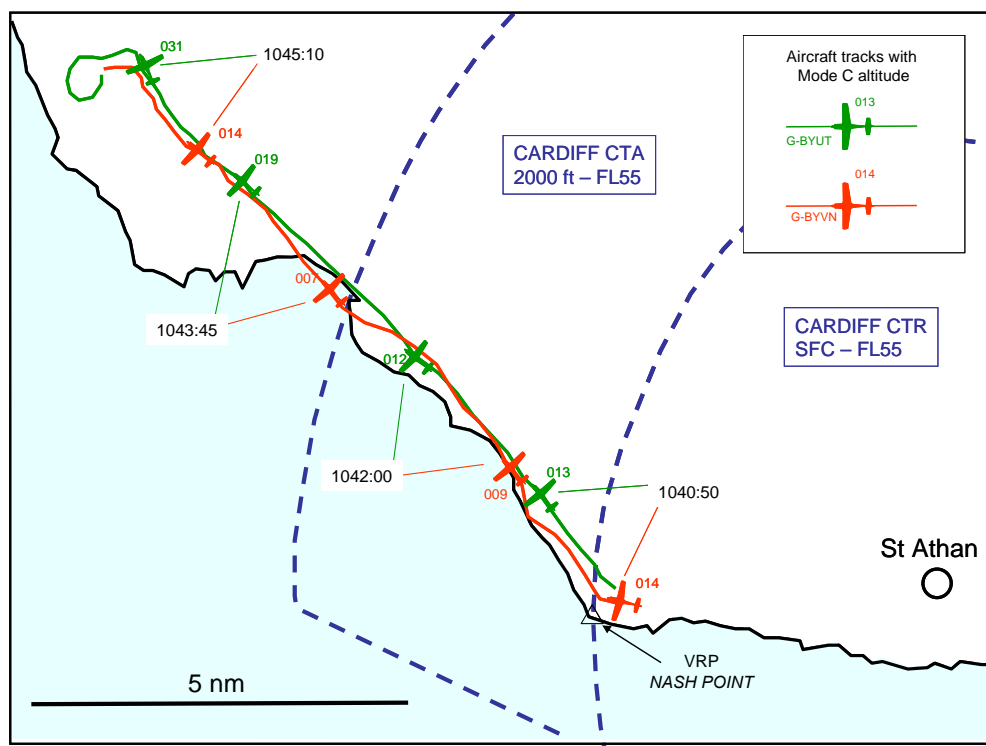 031
1045:10
014
019
Aircraft tracks with
Mode C altitude
013
G-BYUT
014
G-BYVN
CARDIFF CTA
2000 ft – FL55
007
1043:45
CARDIFF CTR
SFC – FL55
012
1042:00
009
013
1040:50
014
St Athan
VRP
NASH POINT
5 nm